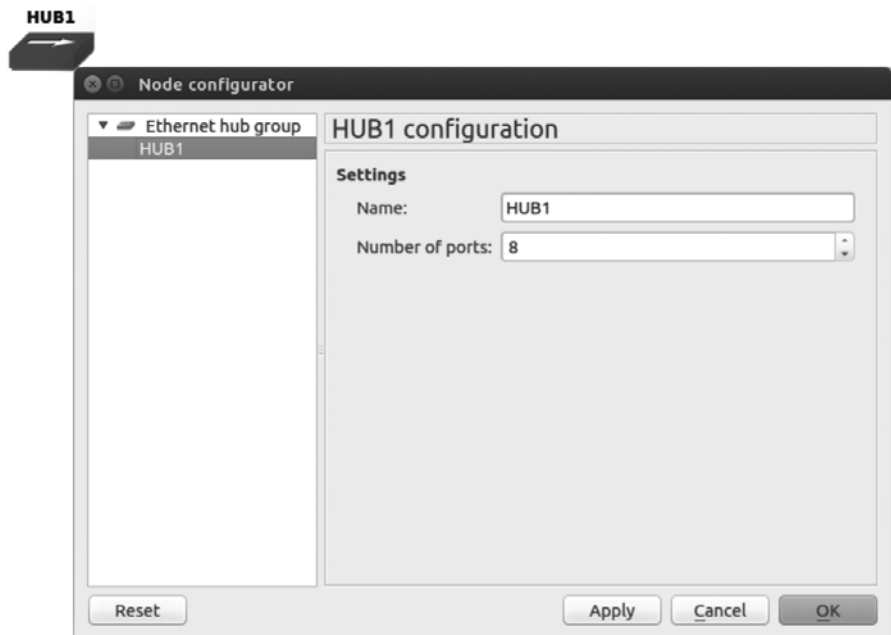 HUB1
Node configurator
Ethernet hub group
HUB1
HUB1 configuration
Settings
Name: HUB1
Number of ports: 8
Reset Apply Cancel OK